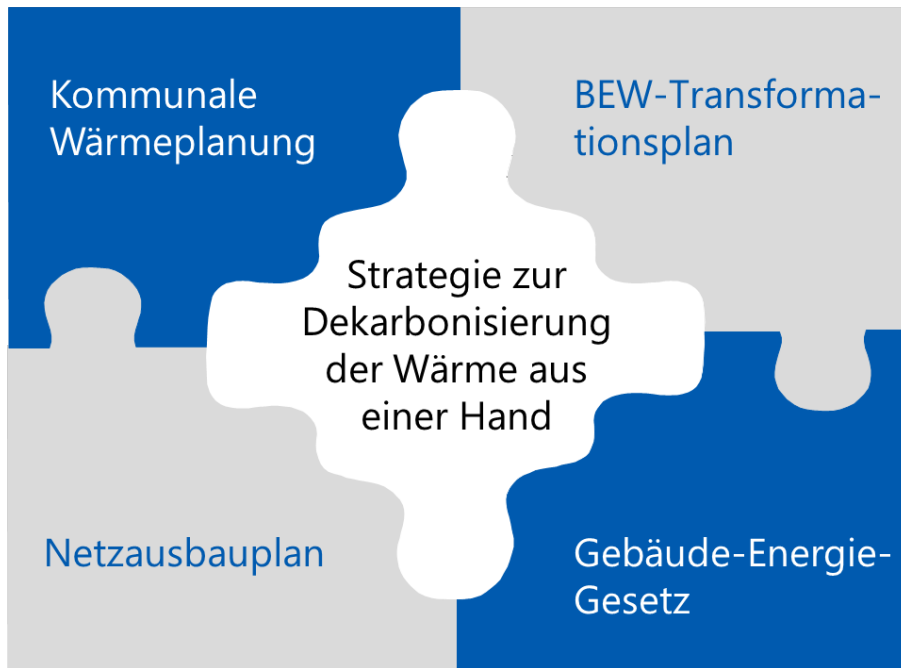 Kommunale
Wärmeplanung
BEW-Transforma-
tionsplan
Strategie zur
Dekarbonisierung
der Wärme aus
einer Hand
Netzausbauplan
Gebäude-Energie-
Gesetz